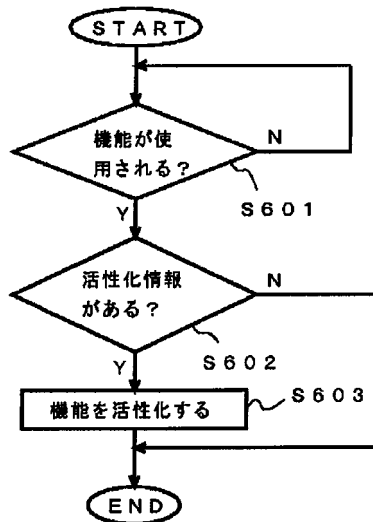 START
機能が使
用される?
N
S601
Y
活性化情報
がある?
N
S602
Y
機能を活性化する
S603
END